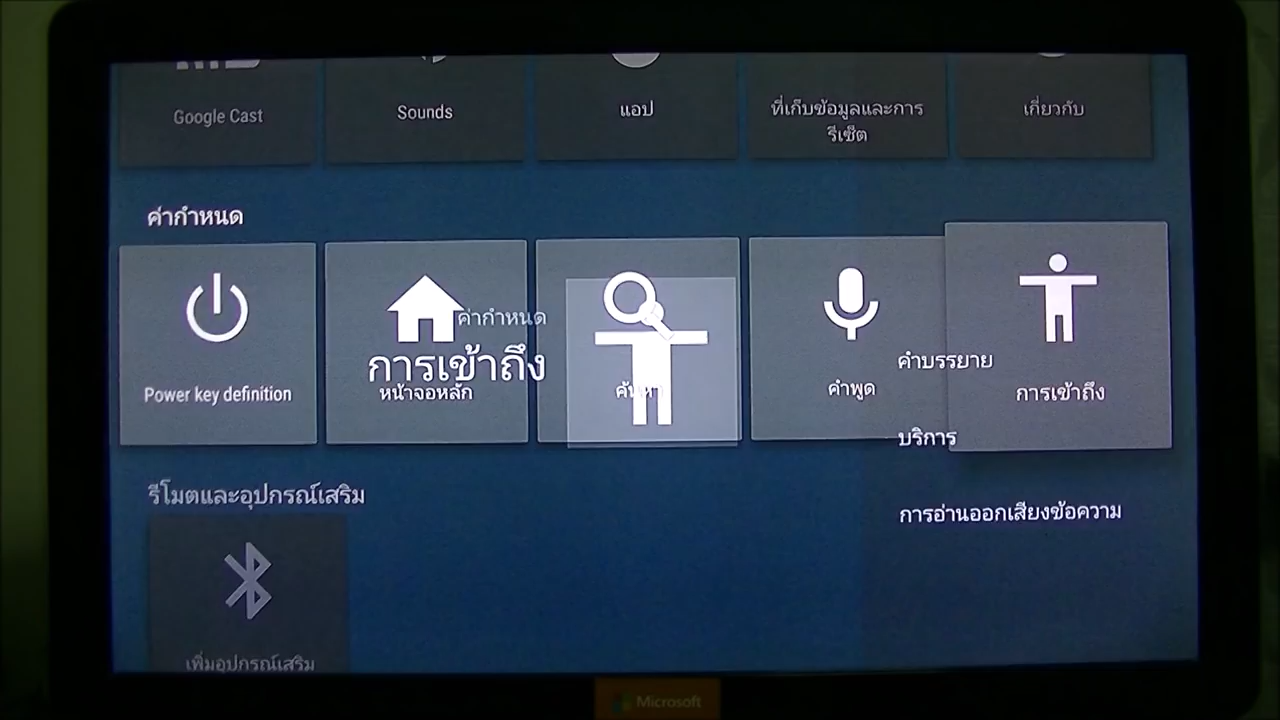 Google Cast
Sounds
แอป
ที่เก็บข้อมูลและการ
รีเซ็ต
เกี่ยวกับ
ค่ากำหนด
Power key definition
หน้าจอหลัก
ค่ากำหนด
การเข้าถึง
คำพูด
การเข้าถึง
คำบรรยาย
บริการ
การอ่านออกเสียงข้อความ
รีโมตและอุปกรณ์เสริม
เพิ่มอุปกรณ์เสริม
Microsoft